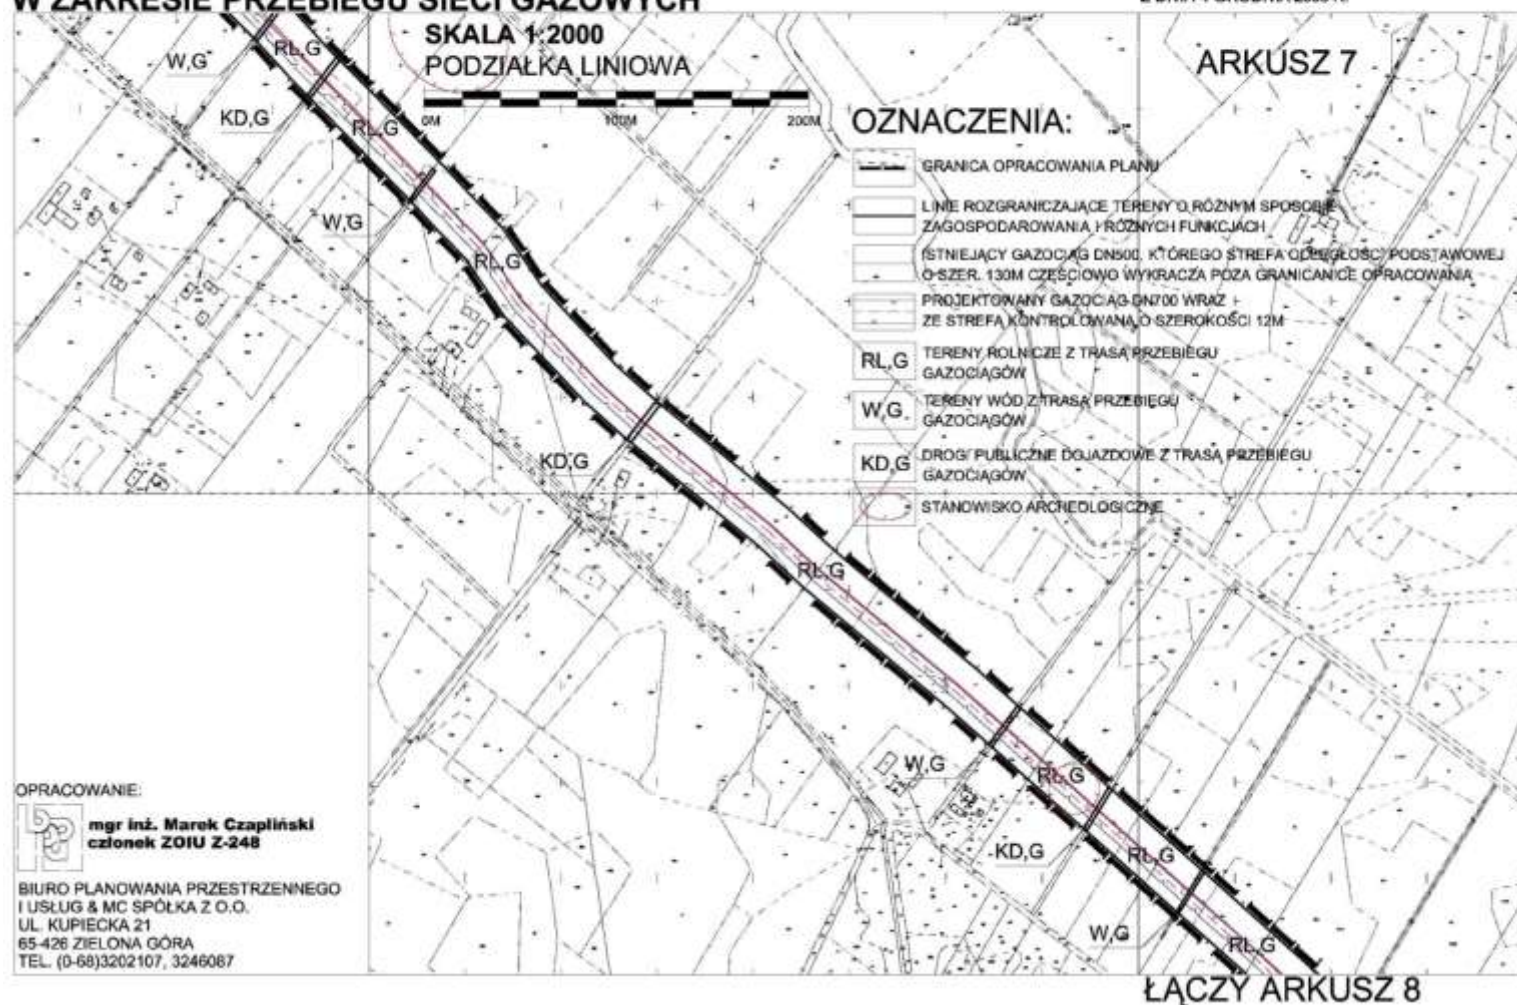 W ZAKRESIE PRZEBIEGU SIECI GAZOWYCH
SKALA 1:2000
PODZIAŁKA LINIOWA
0M 100M 200M
ARKUSZ 7
OZNACZENIA:
GRANICA OPRACOWANIA PLANU
LINIE ROZGRANICZAJĄCE TERENY O RÓŻNYM SPOSOBIE
ZAGOSPODAROWANIA I RÓŻNYCH FUNKCJACH
ISTNIEJĄCY GAZOCIĄG DN500, KTÓREGO STREFA ODLEGŁOŚCI PODSTAWOWEJ
O SZER. 130M CZĘŚCIOWO WYKRACZA POZA GRANICANICE OPRACOWANIA
PROJEKTOWANY GAZOCIĄG DN700 WRAZ
ZE STREFĄ KONTROLOWANĄ O SZEROKOŚCI 12M
RL,G TERENY ROLNICZE Z TRASĄ PRZEBIEGU
GAZOCIĄGÓW
W,G TERENY WÓD Z TRASĄ PRZEBIEGU
GAZOCIĄGÓW
KD,G DROGI PUBLICZNE DOJAZDOWE Z TRASĄ PRZEBIEGU
GAZOCIĄGÓW
STANOWISKO ARCHEOLOGICZNE
RL,G
W,G
KD,G
RL,G
W,G
RL,G
KD,G
RL,G
W,G
RL,G
KD,G
RL,G
W,G
RL,G
OPRACOWANIE:
mgr inż. Marek Czapliński
członek ZOIU Z-248
BIURO PLANOWANIA PRZESTRZENNEGO
I USŁUG & MC SPÓŁKA Z O.O.
UL. KUPIECKA 21
65-426 ZIELONA GÓRA
TEL. (0-68)3202107, 3246087
ŁĄCZY ARKUSZ 8